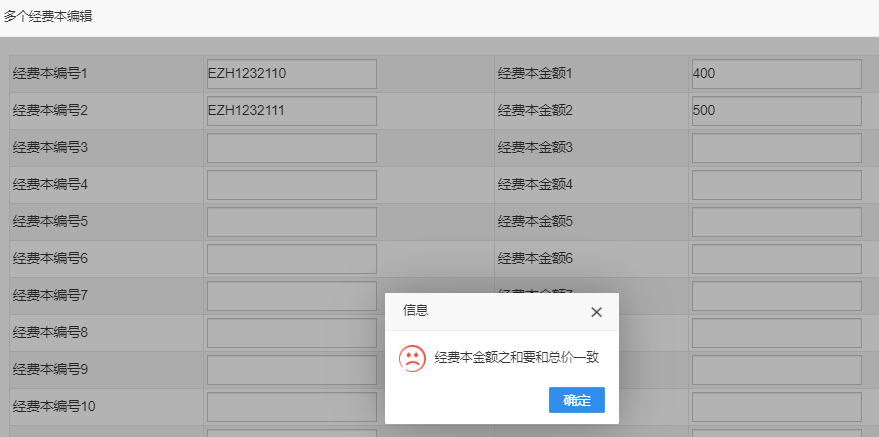 多个经费本编辑
经费本编号1 EZH1232110 经费本金额1 400
经费本编号2 EZH1232111 经费本金额2 500
经费本编号3 经费本金额3
经费本编号4 经费本金额4
经费本编号5 经费本金额5
经费本编号6 经费本金额6
经费本编号7
信息
经费本编号8
经费本金额之和要和总价一致
经费本编号9
确定
经费本编号10